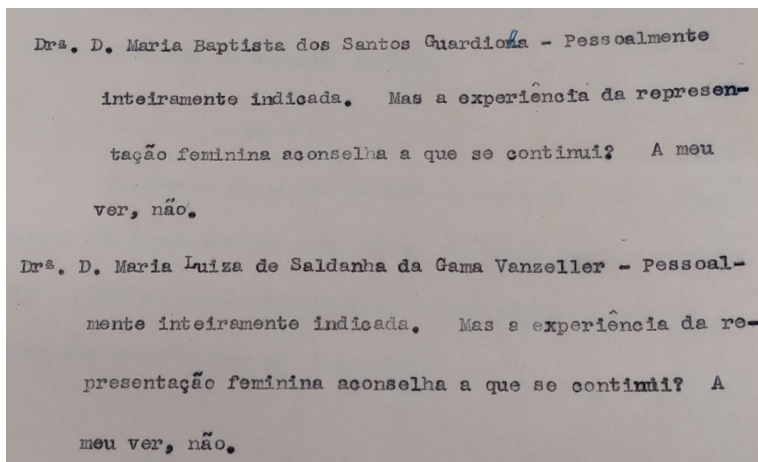 Drª. D. Maria Baptista dos Santos Guardiola - Pessoalmente
inteiramente indicada. Mas a experiência da represen-
tação feminina aconselha a que se continui? A meu
ver, não.
Drª. D. Maria Luiza de Saldanha da Gama Vanzeller - Pessoal-
mente inteiramente indicada. Mas a experiência da re-
presentação feminina aconselha a que se continui? A
meu ver, não.